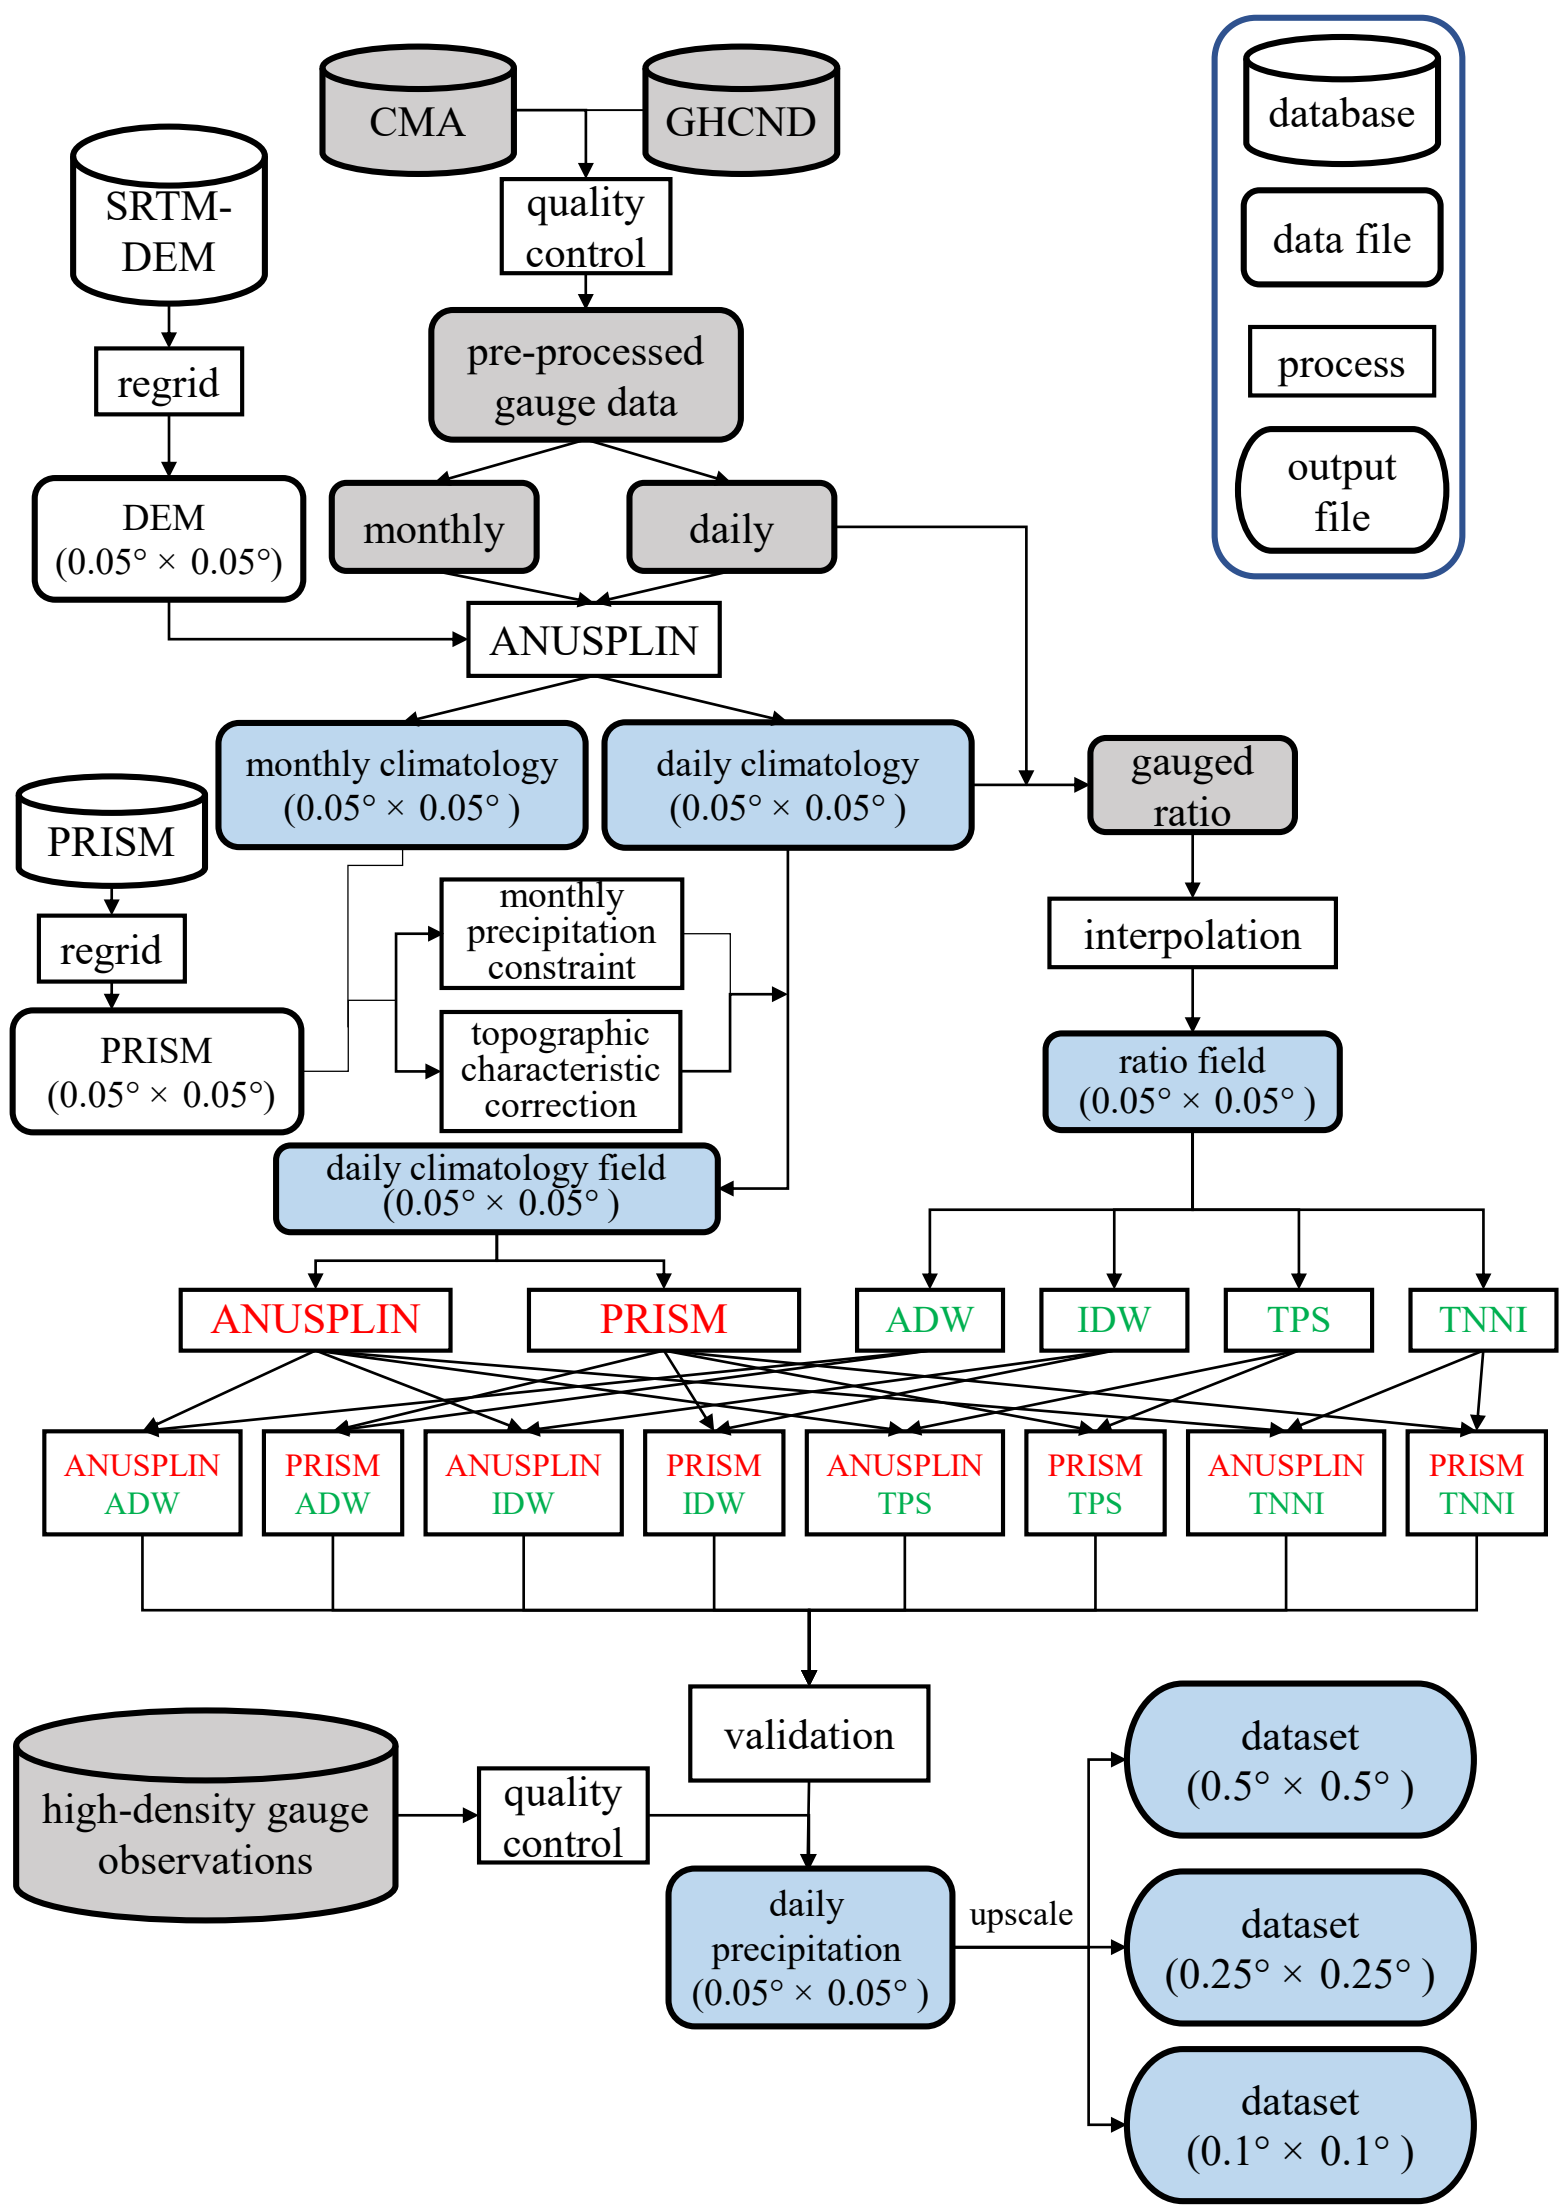 CMA
GHCND
database
SRTM-
DEM
quality
control
data file
regrid
pre-processed
gauge data
process
output
file
DEM
(0.05° × 0.05°)
monthly
daily
ANUSPLIN
monthly climatology
(0.05° × 0.05° )
daily climatology
(0.05° × 0.05° )
gauged
ratio
PRISM
regrid
monthly
precipitation
constraint
interpolation
PRISM
(0.05° × 0.05°)
topographic
characteristic
correction
ratio field
(0.05° × 0.05° )
daily climatology field
(0.05° × 0.05° )
ANUSPLIN
PRISM
ADW
IDW
TPS
TNNI
ANUSPLIN
ADW
PRISM
ADW
ANUSPLIN
IDW
PRISM
IDW
ANUSPLIN
TPS
PRISM
TPS
ANUSPLIN
TNNI
PRISM
TNNI
validation
high-density gauge
observations
quality
control
daily
precipitation
(0.05° × 0.05° )
upscale
dataset
(0.5° × 0.5° )
dataset
(0.25° × 0.25° )
dataset
(0.1° × 0.1° )